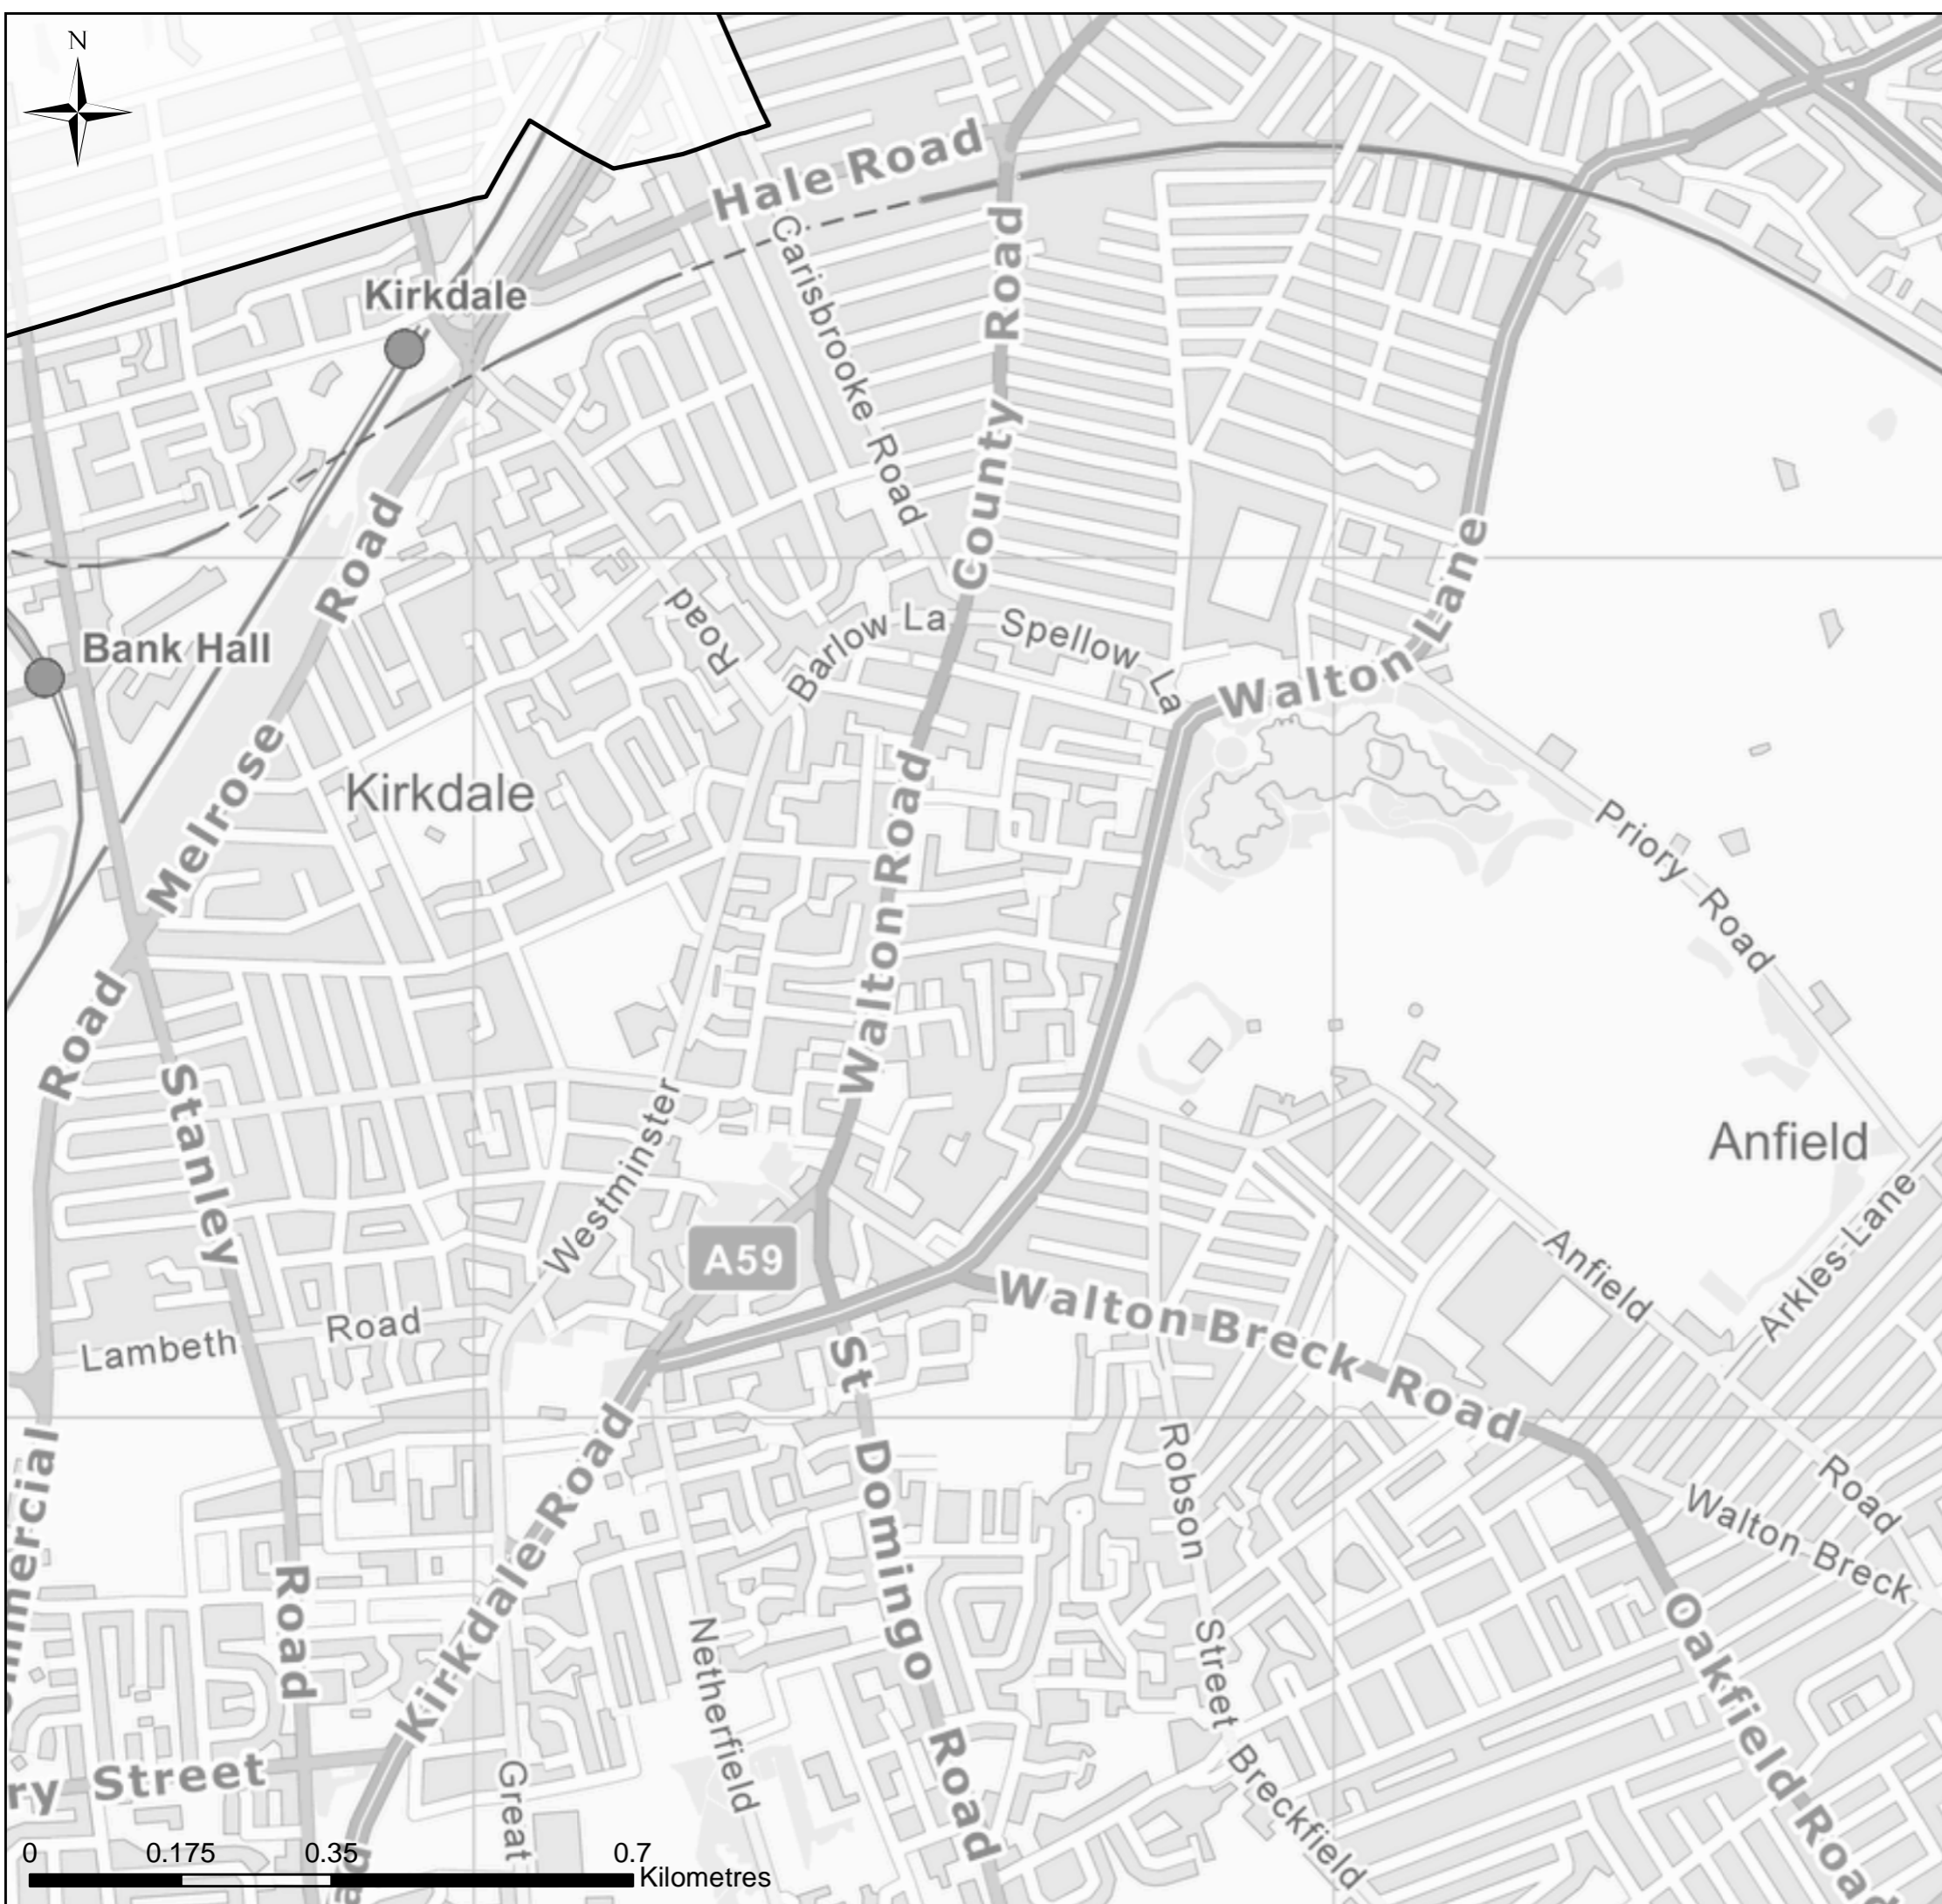 N
Hale Road
Carisbrooke Road
County Road
Kirkdale
Bank Hall
Melrose Road
Road
Barlow La
Spellow La
Walton Lane
Kirkdale
Walton Road
Walton Road
Priory Road
Road
Stanley
Westminster
Anfield
A59
Arkles Lane
Anfield
Walton Breck Road
Lambeth Road
St Domingo Road
Robson
Street
Road
Walton Breck
Kirkdale Road
Road
Oakfield Road
Netherfield
Street
Great
Breckfield
0 0.175 0.35 0.7
Kilometres